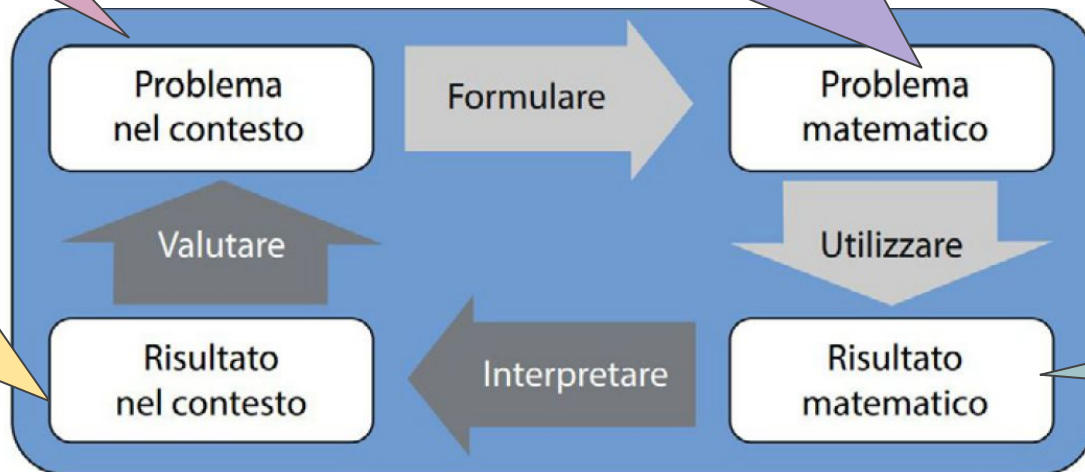 Problema
nel contesto
Formulare
Problema
matematico
Valutare
Utilizzare
Risultato
nel contesto
Interpretare
Risultato
matematico